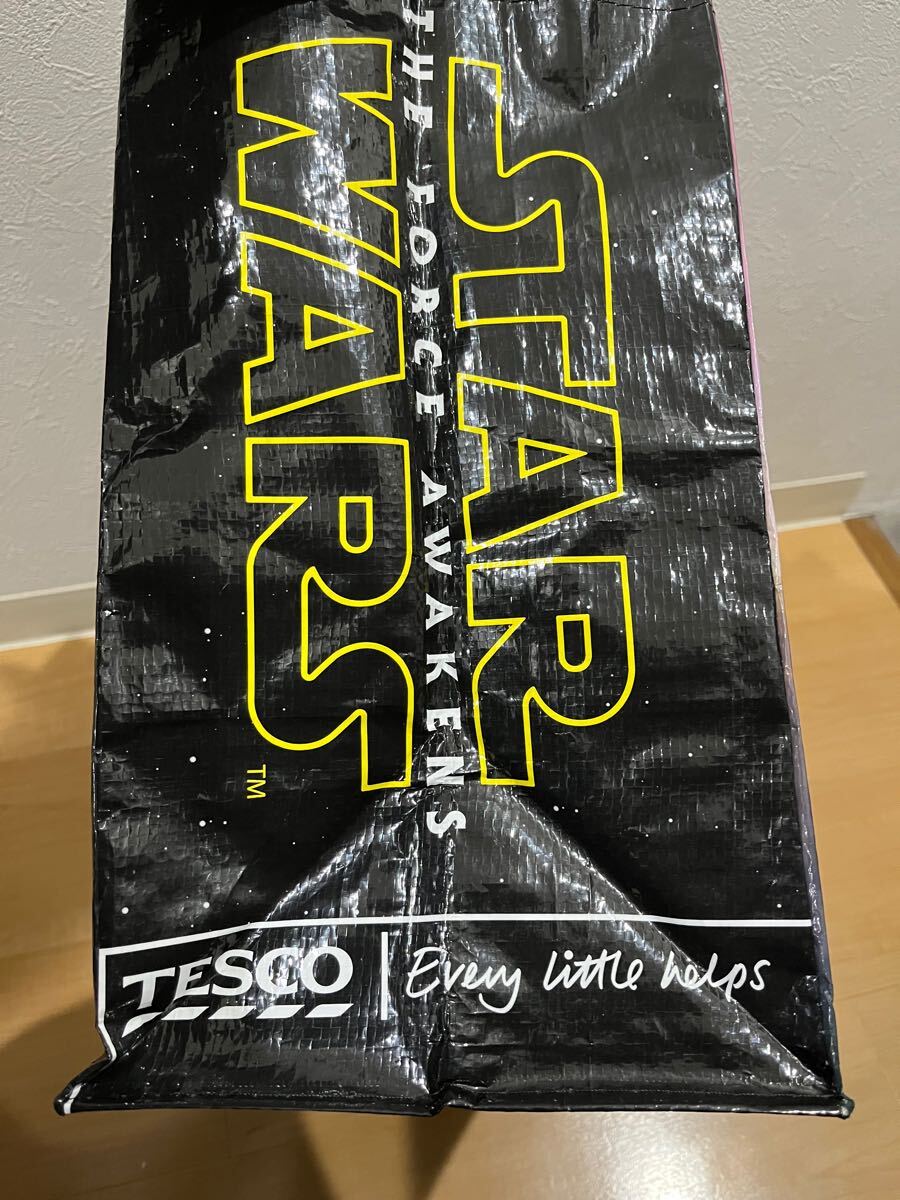 STAR
THE FORCE AWAKENS
WARS
TM
TESCO | Every little helps